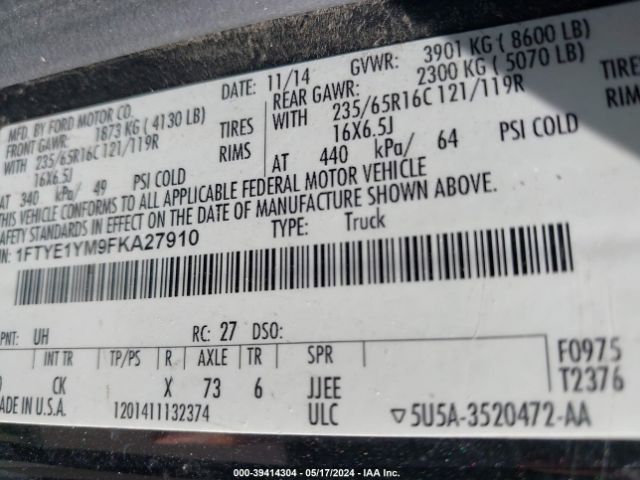 MFD. BY FORD MOTOR CO.
DATE: 11/14 GVWR: 3901 KG ( 8600 LB)
FRONT GAWR: 1873 KG ( 4130 LB)
REAR GAWR: 2300 KG ( 5070 LB)
WITH 235/65R16C 121/119R TIRES
WITH 235/65R16C 121/119R TIRES
16X6.5J RIMS
16X6.5J RIMS
AT 340 kPa/ 49 PSI COLD
AT 440 kPa/ 64 PSI COLD
THIS VEHICLE CONFORMS TO ALL APPLICABLE FEDERAL MOTOR VEHICLE
SAFETY STANDARDS IN EFFECT ON THE DATE OF MANUFACTURE SHOWN ABOVE.
1FTYE1YM9FKA27910 TYPE: Truck
PNT: UH RC: 27 DSO:
INT TR TP/PS R AXLE TR SPR F0975
CK X 73 6 JJEE T2376
MADE IN U.S.A. 1201411132374 ULC ▽5U5A-3520472-AA
000-39414304 - 05/17/2024 - IAA Inc.